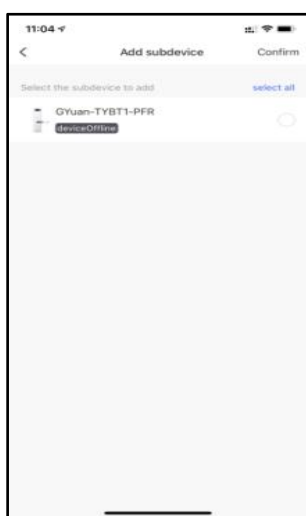 11:04
Add subdevice
Confirm
Select the subdevice to add
select all
GYuan-TYBT1-PFR
deviceOffline